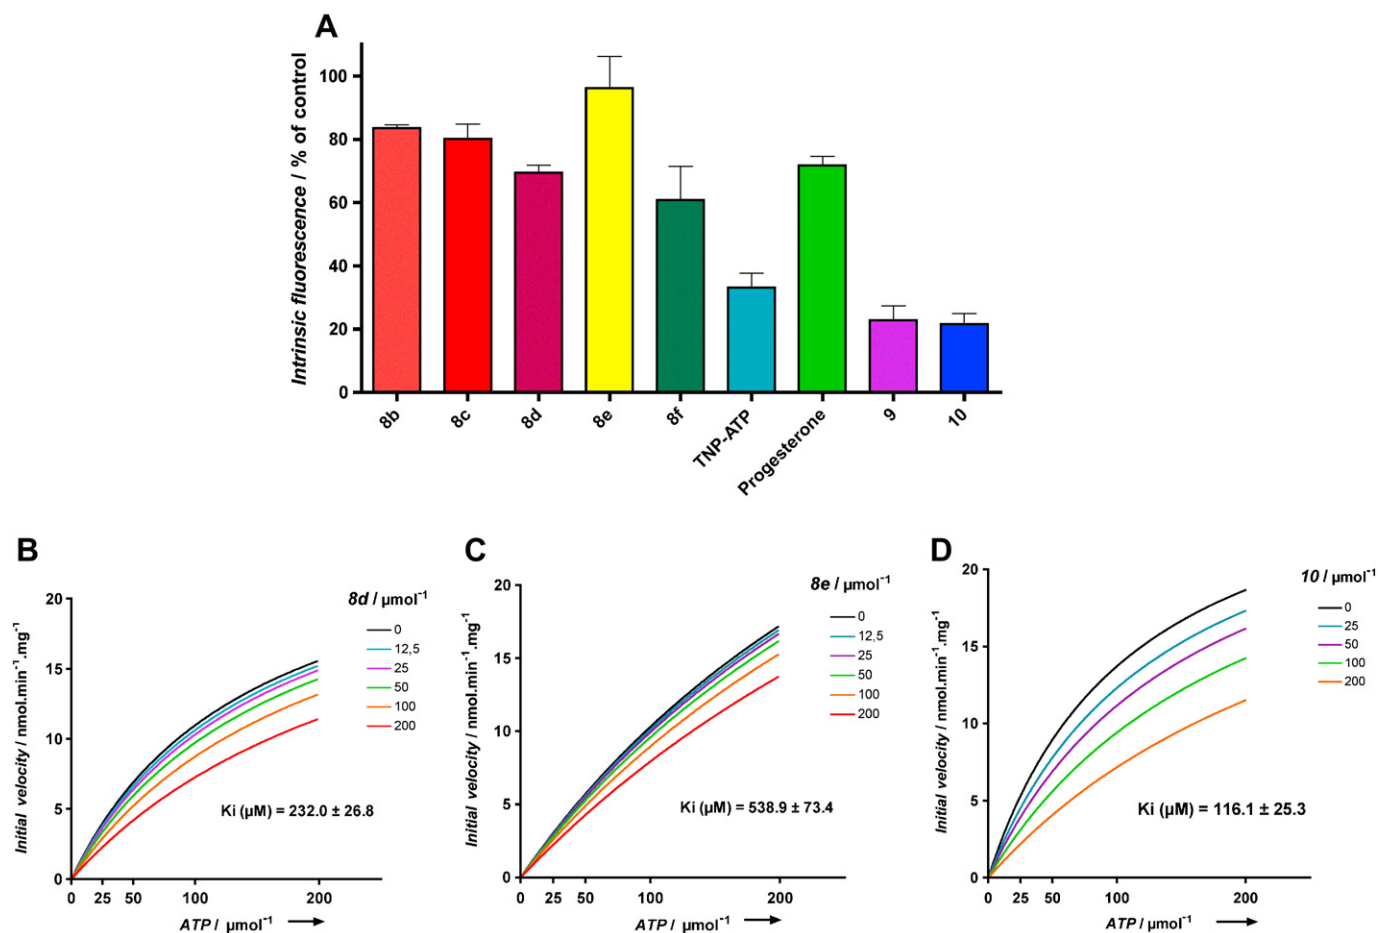 A
Intrinsic fluorescence / % of control
100
80
60
40
20
0
8b
8c
8d
8e
8f
TNP-ATP
Progesterone
9
10
B
Initial velocity / nmol.min⁻¹.mg⁻¹
20
15
10
5
0
0 25 50 100 200
ATP / μmol⁻¹
8d / μmol⁻¹
0
12,5
25
50
100
200
Ki (μM) = 232.0 ± 26.8
C
Initial velocity / nmol.min⁻¹.mg⁻¹
20
15
10
5
0
0 25 50 100 200
ATP / μmol⁻¹
8e / μmol⁻¹
0
12,5
25
50
100
200
Ki (μM) = 538.9 ± 73.4
D
Initial velocity / nmol.min⁻¹.mg⁻¹
20
15
10
5
0
0 25 50 100 200
ATP / μmol⁻¹
10 / μmol⁻¹
0
25
50
100
200
Ki (μM) = 116.1 ± 25.3